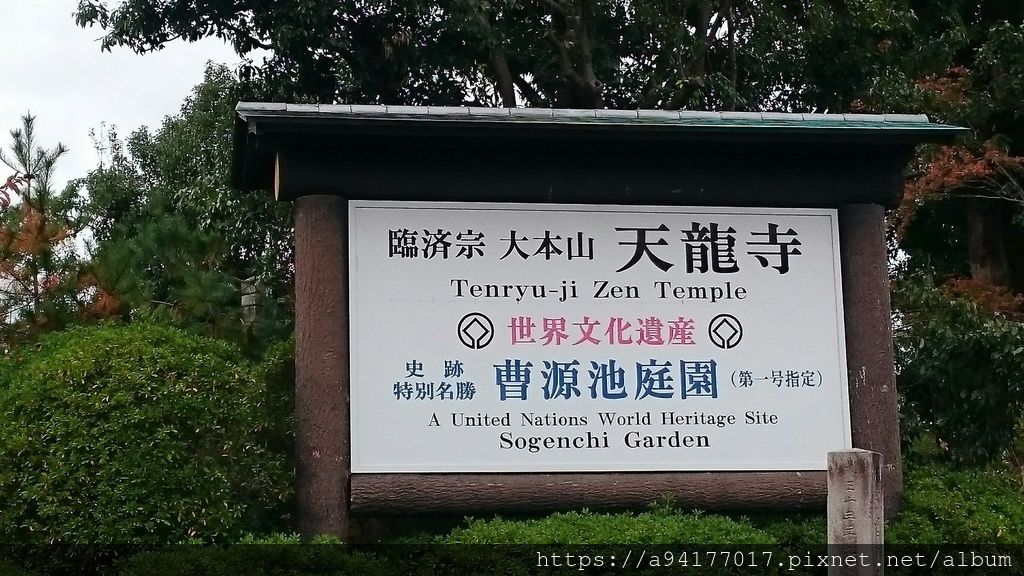 臨済宗 大本山 天龍寺
Tenryu-ji Zen Temple
世界文化遺産
史跡
特別名勝 曹源池庭園 (第一号指定)
A United Nations World Heritage Site
Sogenchi Garden
https://a94177017.pixnet.net/album